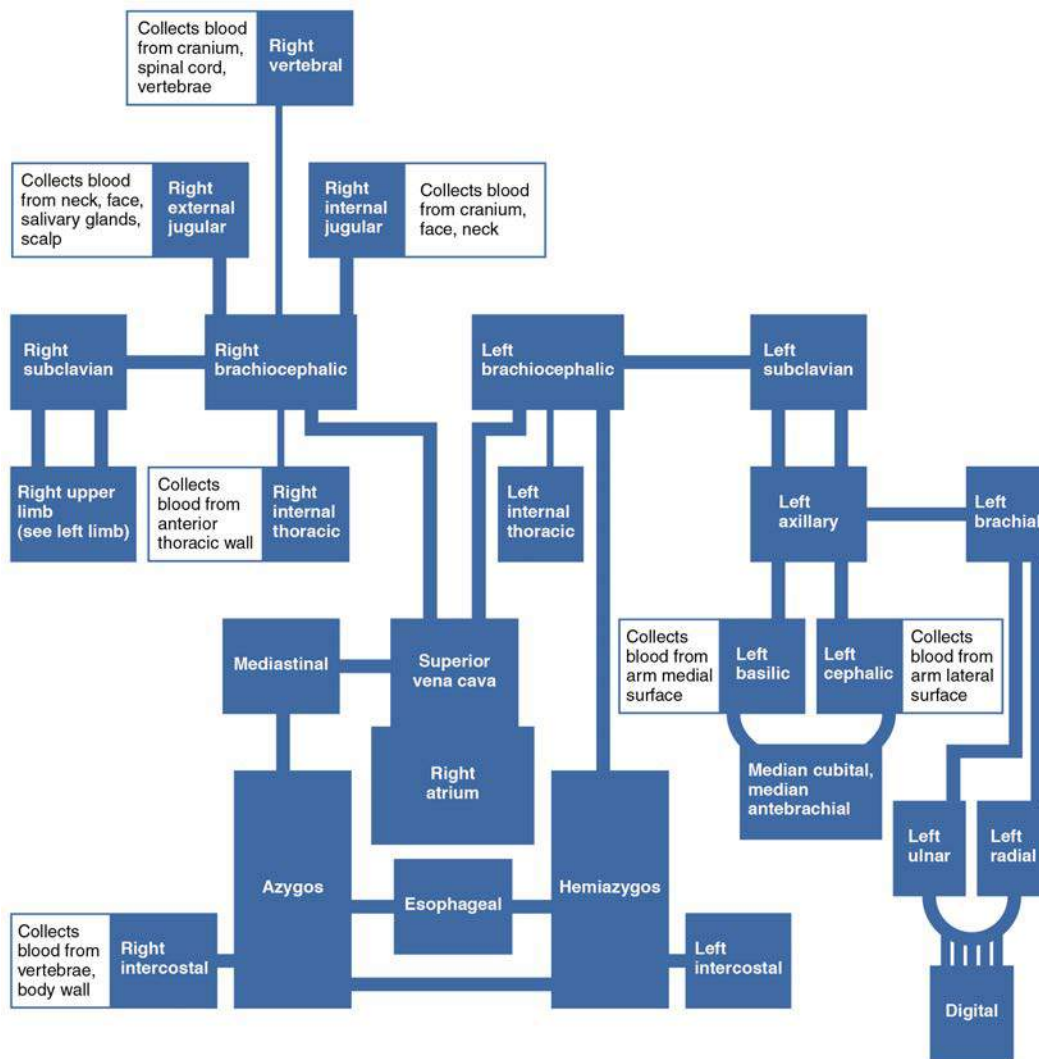 Collects blood
from cranium,
spinal cord,
vertebrae
Right
vertebral
Collects blood
from neck, face,
salivary glands,
scalp
Right
external
jugular
Right
internal
jugular
Collects blood
from cranium,
face, neck
Right
subclavian
Right
brachiocephalic
Left
brachiocephalic
Left
subclavian
Right upper
limb
(see left limb)
Collects
blood from
anterior
thoracic wall
Right
internal
thoracic
Left
internal
thoracic
Left
axillary
Left
brachial
Mediastinal
Superior
vena cava
Collects
blood from
arm medial
surface
Left
basilic
Left
cephalic
Collects
blood from
arm lateral
surface
Right
atrium
Median cubital,
median
antebrachial
Left
ulnar
Left
radial
Azygos
Esophageal
Hemiazygos
Collects
blood from
vertebrae,
body wall
Right
intercostal
Left
intercostal
Digital